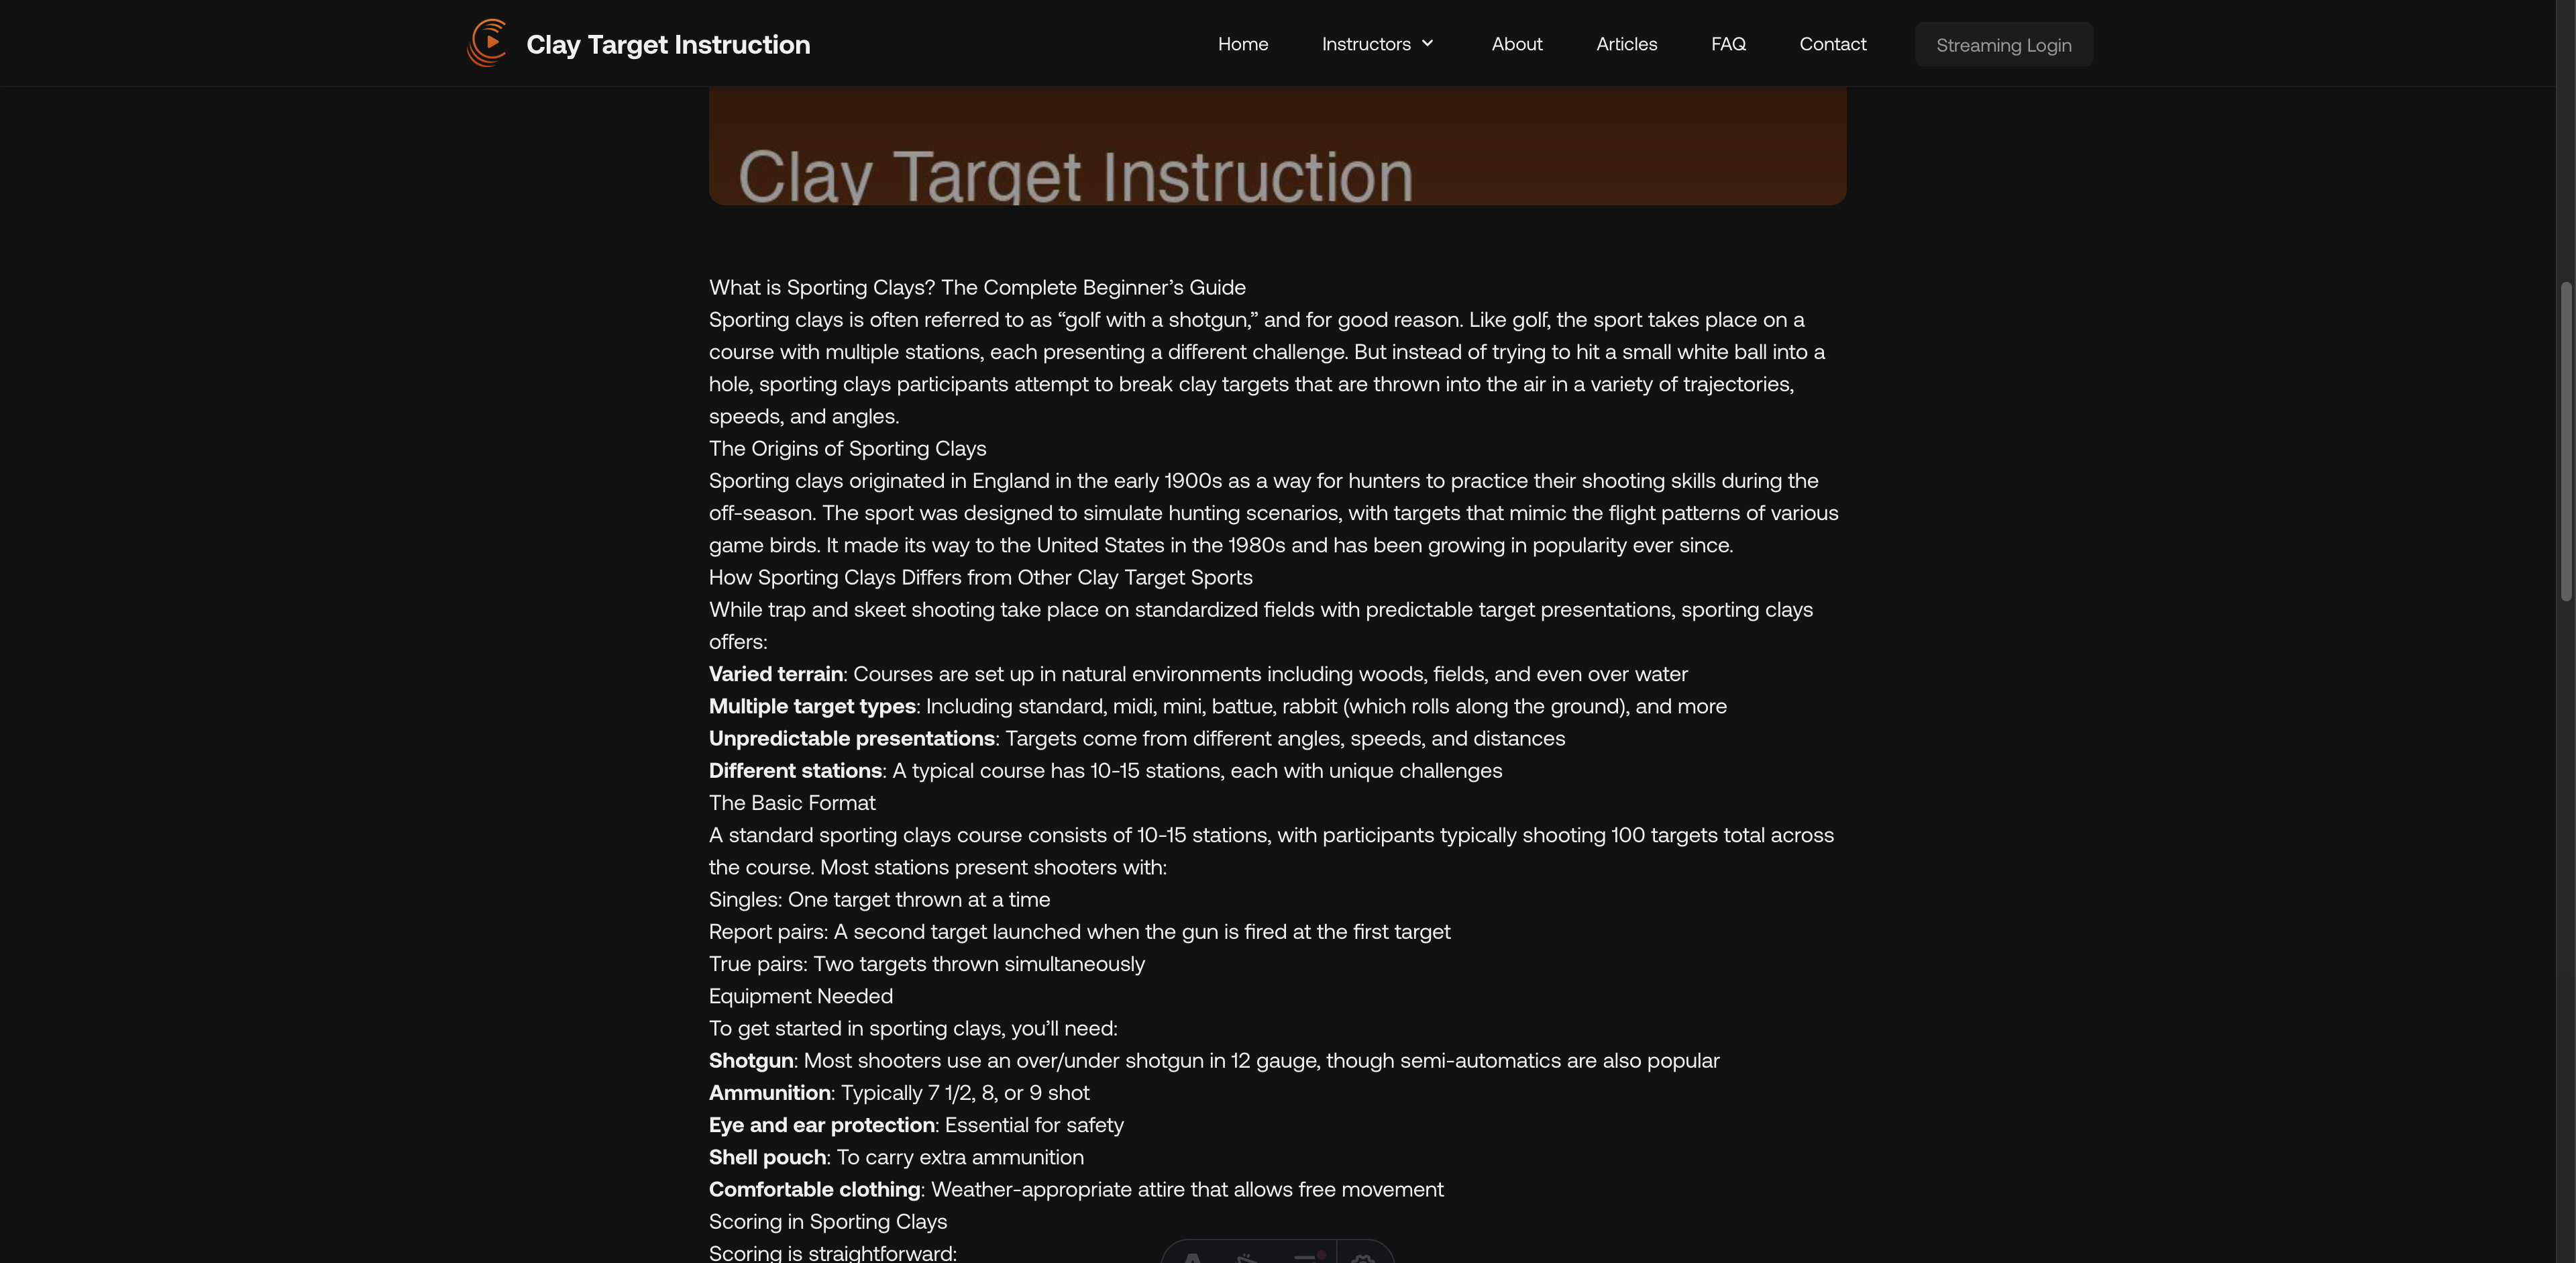 Clay Target Instruction
Home
Instructors
About
Articles
FAQ
Contact
Streaming Login
Clay Target Instruction
What is Sporting Clays? The Complete Beginner’s Guide
Sporting clays is often referred to as “golf with a shotgun,” and for good reason. Like golf, the sport takes place on a
course with multiple stations, each presenting a different challenge. But instead of trying to hit a small white ball into a
hole, sporting clays participants attempt to break clay targets that are thrown into the air in a variety of trajectories,
speeds, and angles.
The Origins of Sporting Clays
Sporting clays originated in England in the early 1900s as a way for hunters to practice their shooting skills during the
off-season. The sport was designed to simulate hunting scenarios, with targets that mimic the flight patterns of various
game birds. It made its way to the United States in the 1980s and has been growing in popularity ever since.
How Sporting Clays Differs from Other Clay Target Sports
While trap and skeet shooting take place on standardized fields with predictable target presentations, sporting clays
offers:
Varied terrain: Courses are set up in natural environments including woods, fields, and even over water
Multiple target types: Including standard, midi, mini, battue, rabbit (which rolls along the ground), and more
Unpredictable presentations: Targets come from different angles, speeds, and distances
Different stations: A typical course has 10-15 stations, each with unique challenges
The Basic Format
A standard sporting clays course consists of 10-15 stations, with participants typically shooting 100 targets total across
the course. Most stations present shooters with:
Singles: One target thrown at a time
Report pairs: A second target launched when the gun is fired at the first target
True pairs: Two targets thrown simultaneously
Equipment Needed
To get started in sporting clays, you’ll need:
Shotgun: Most shooters use an over/under shotgun in 12 gauge, though semi-automatics are also popular
Ammunition: Typically 7 1/2, 8, or 9 shot
Eye and ear protection: Essential for safety
Shell pouch: To carry extra ammunition
Comfortable clothing: Weather-appropriate attire that allows free movement
Scoring in Sporting Clays
Scoring is straightforward: